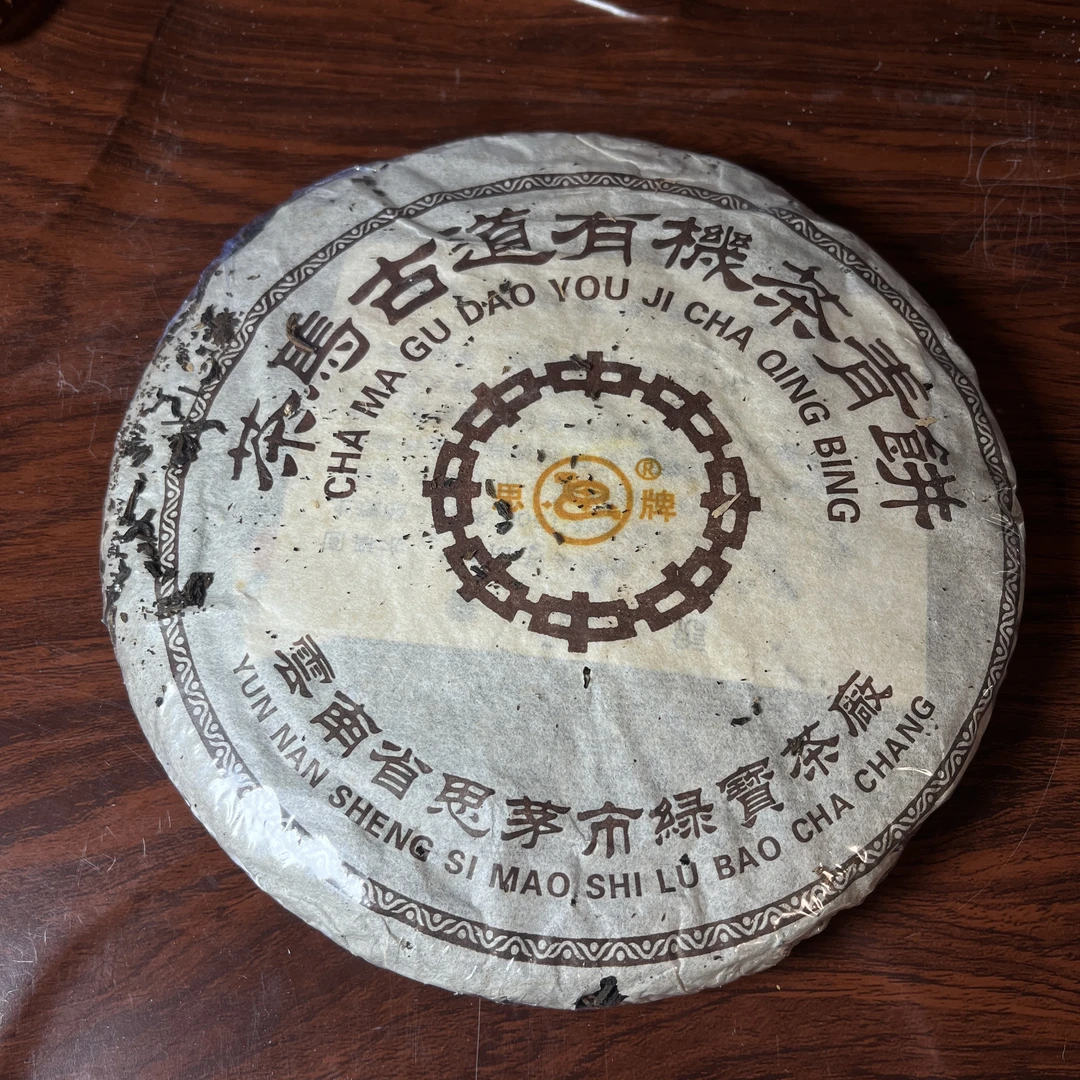 茶馬古道有機茶青餅
CHA MA GU DAO YOU JI CHA QING BING
思 ®
牌
雲南省思茅市緑寶茶廠
YUN NAN SHENG SI MAO SHI LÜ BAO CHA CHANG